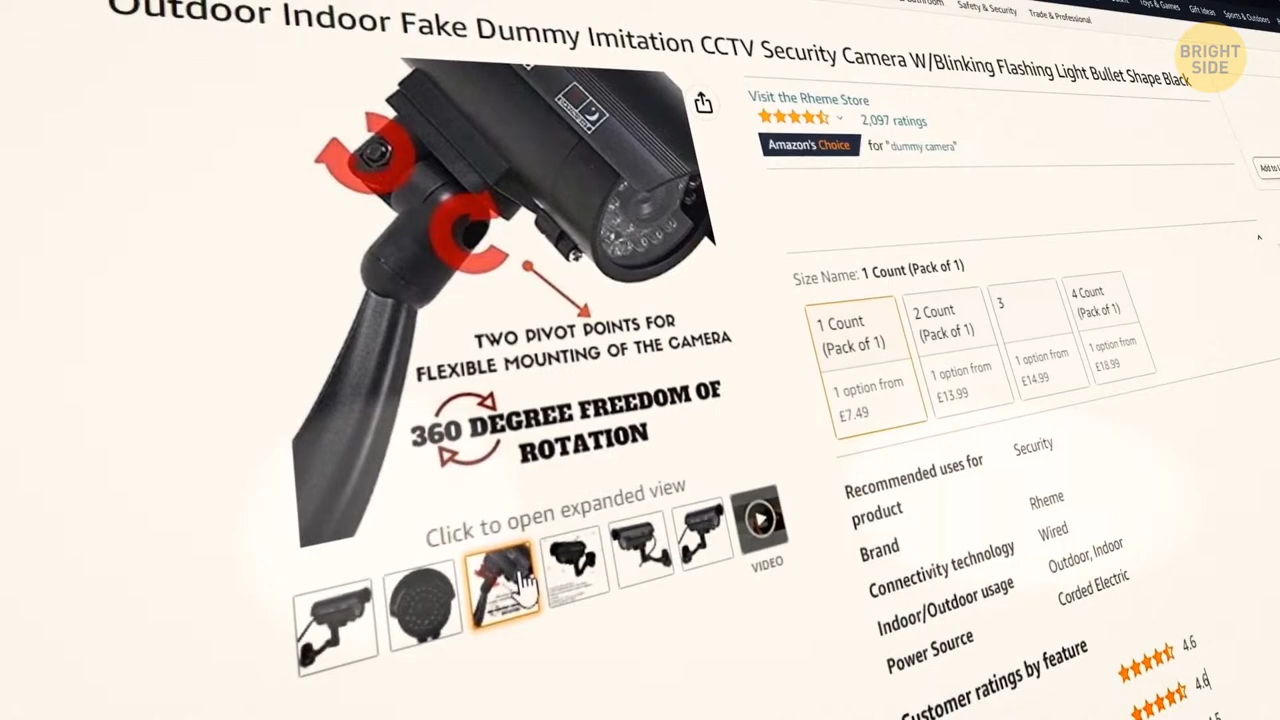 Safety & Security
Trade & Professional
Toys & Games
Gift Ideas
Sports & Outdoors
BRIGHT
SIDE
Outdoor Indoor Fake Dummy Imitation CCTV Security Camera W/Blinking Flashing Light Bullet Shape Black
Visit the Rheme Store
2,097 ratings
Amazon's Choice for "dummy camera"
Add to
TWO PIVOT POINTS FOR
FLEXIBLE MOUNTING OF THE CAMERA
360 DEGREE FREEDOM OF
ROTATION
Click to open expanded view
VIDEO
Size Name: 1 Count (Pack of 1)
1 Count
(Pack of 1)
1 option from
£7.49
2 Count
(Pack of 1)
1 option from
£13.99
3
1 option from
£14.99
4 Count
(Pack of 1)
1 option from
£18.99
Recommended uses for
product
Security
Brand
Rheme
Connectivity technology
Wired
Indoor/Outdoor usage
Outdoor, Indoor
Power Source
Corded Electric
Customer ratings by feature
4.6
4.6